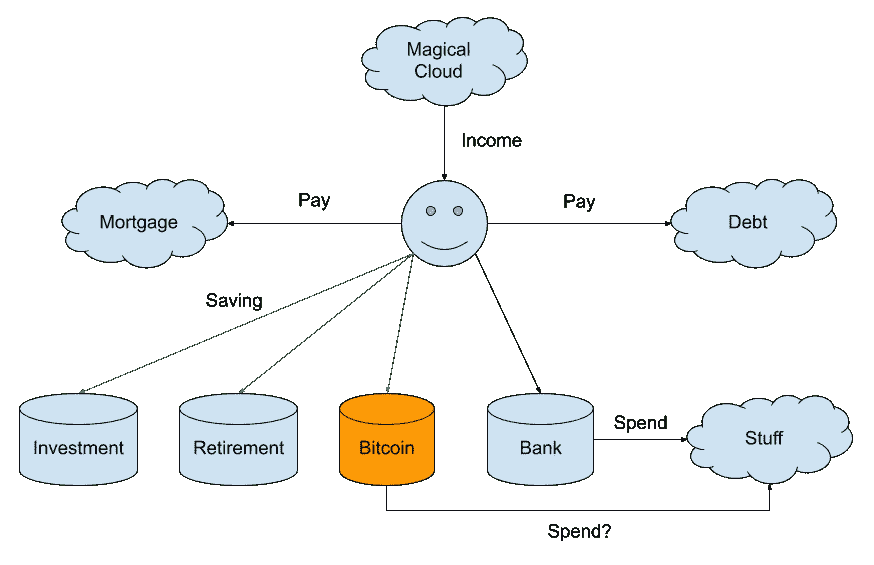 Magical
Cloud
Income
Pay
Pay
Mortgage
Debt
Saving
Investment
Retirement
Bitcoin
Bank
Spend
Stuff
Spend?